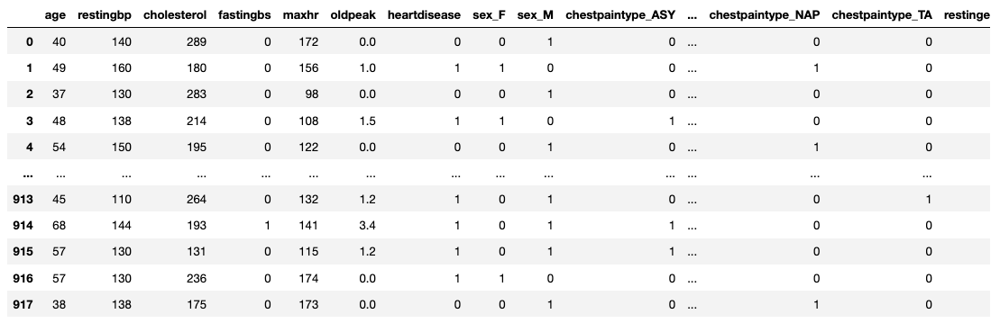 age restingbp cholesterol fastingbs maxhr oldpeak heartdisease sex_F sex_M chestpaintype_ASY ... chestpaintype_NAP chestpaintype_TA restinge
0 40 140 289 0 172 0.0 0 0 1 0 ... 0 0
1 49 160 180 0 156 1.0 1 1 0 0 ... 1 0
2 37 130 283 0 98 0.0 0 0 1 0 ... 0 0
3 48 138 214 0 108 1.5 1 1 0 1 ... 0 0
4 54 150 195 0 122 0.0 0 0 1 0 ... 1 0
... ... ... ... ... ... ... ... ... ... ... ... ... ...
913 45 110 264 0 132 1.2 1 0 1 0 ... 0 1
914 68 144 193 1 141 3.4 1 0 1 1 ... 0 0
915 57 130 131 0 115 1.2 1 0 1 1 ... 0 0
916 57 130 236 0 174 0.0 1 1 0 0 ... 0 0
917 38 138 175 0 173 0.0 0 0 1 0 ... 1 0